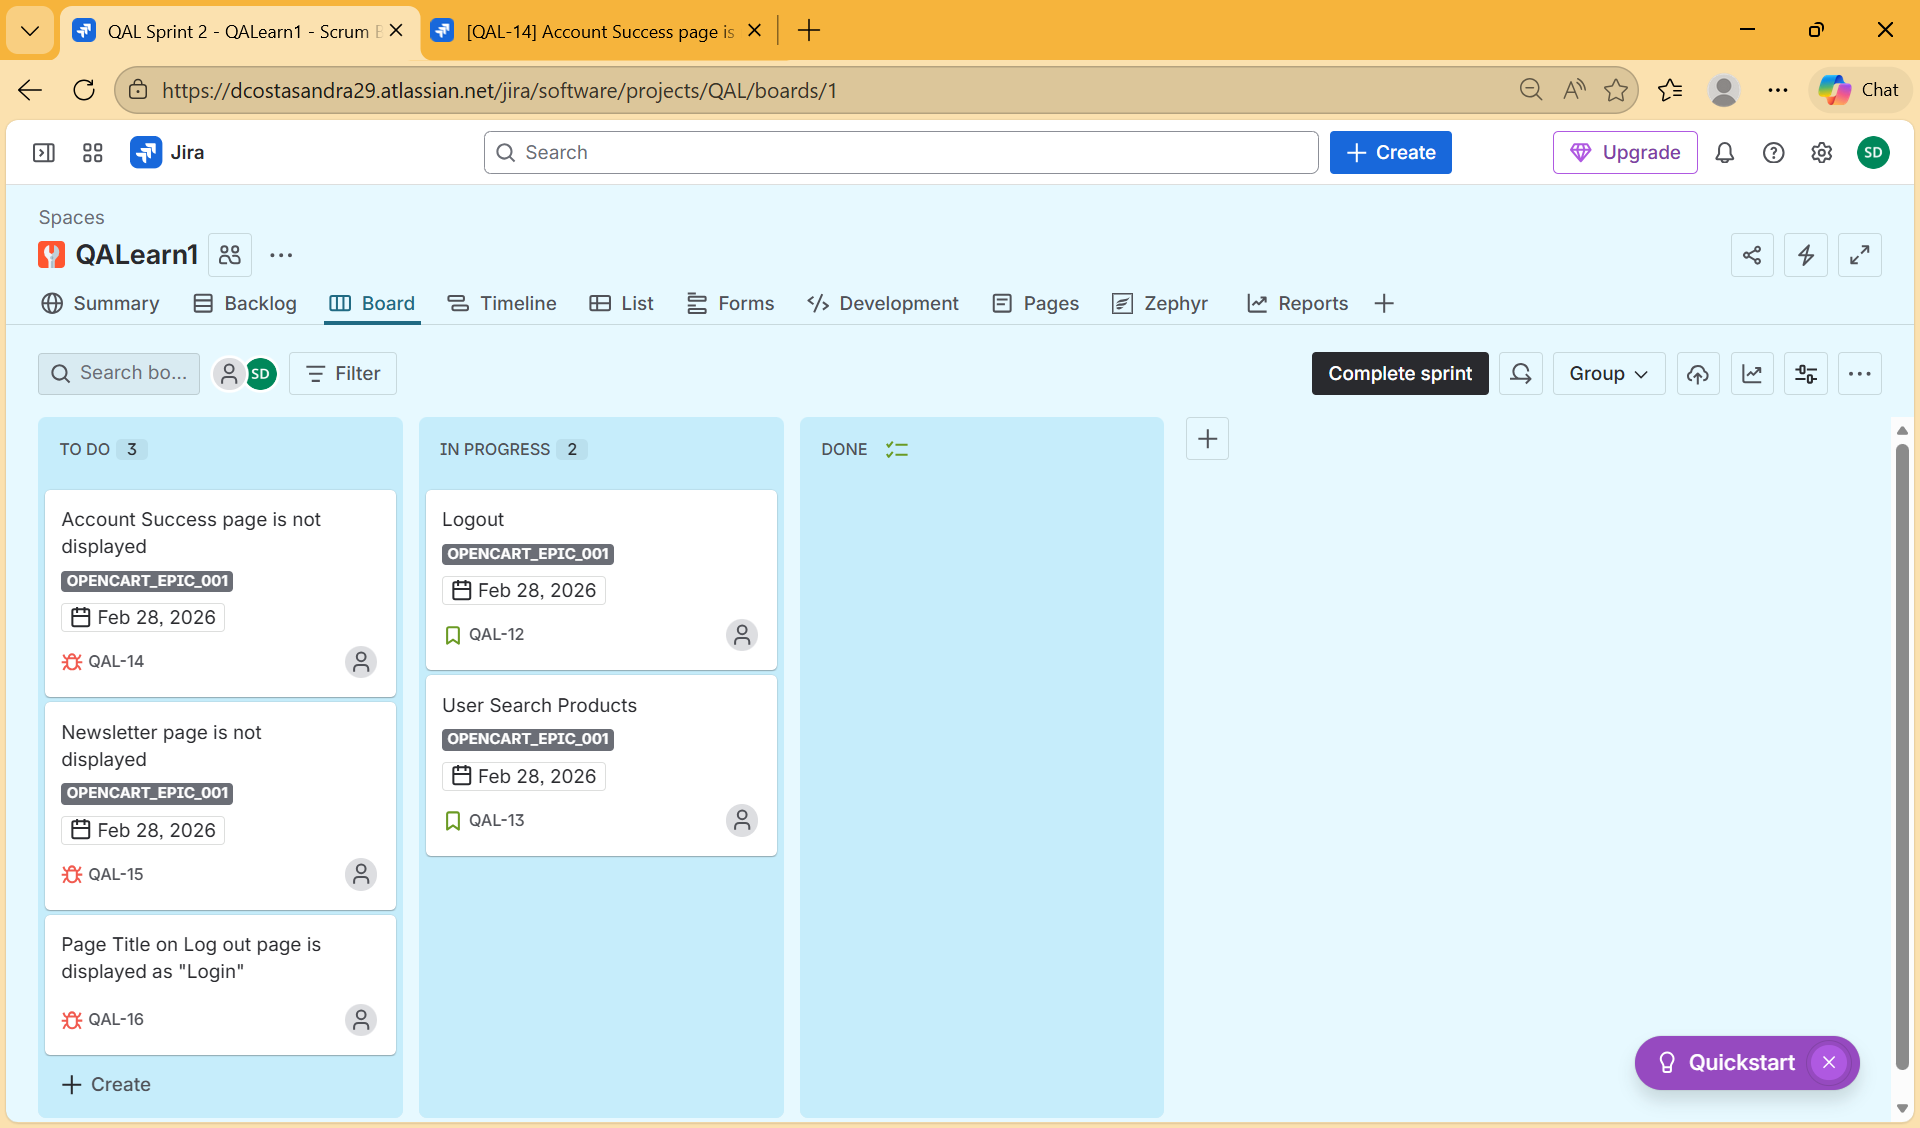 QAL Sprint 2 - QALearn1 - Scrum B
[QAL-14] Account Success page is
https://dcostasandra29.atlassian.net/jira/software/projects/QAL/boards/1
Chat
Jira
Search
Create
Upgrade
SD
Spaces
QALearn1
Summary
Backlog
Board
Timeline
List
Forms
Development
Pages
Zephyr
Reports
Search bo...
SD
Filter
Complete sprint
Group
TO DO 3
IN PROGRESS 2
DONE
Account Success page is not
displayed
OPENCART_EPIC_001
Feb 28, 2026
QAL-14
Newsletter page is not
displayed
OPENCART_EPIC_001
Feb 28, 2026
QAL-15
Page Title on Log out page is
displayed as "Login"
QAL-16
Create
Logout
OPENCART_EPIC_001
Feb 28, 2026
QAL-12
User Search Products
OPENCART_EPIC_001
Feb 28, 2026
QAL-13
Quickstart